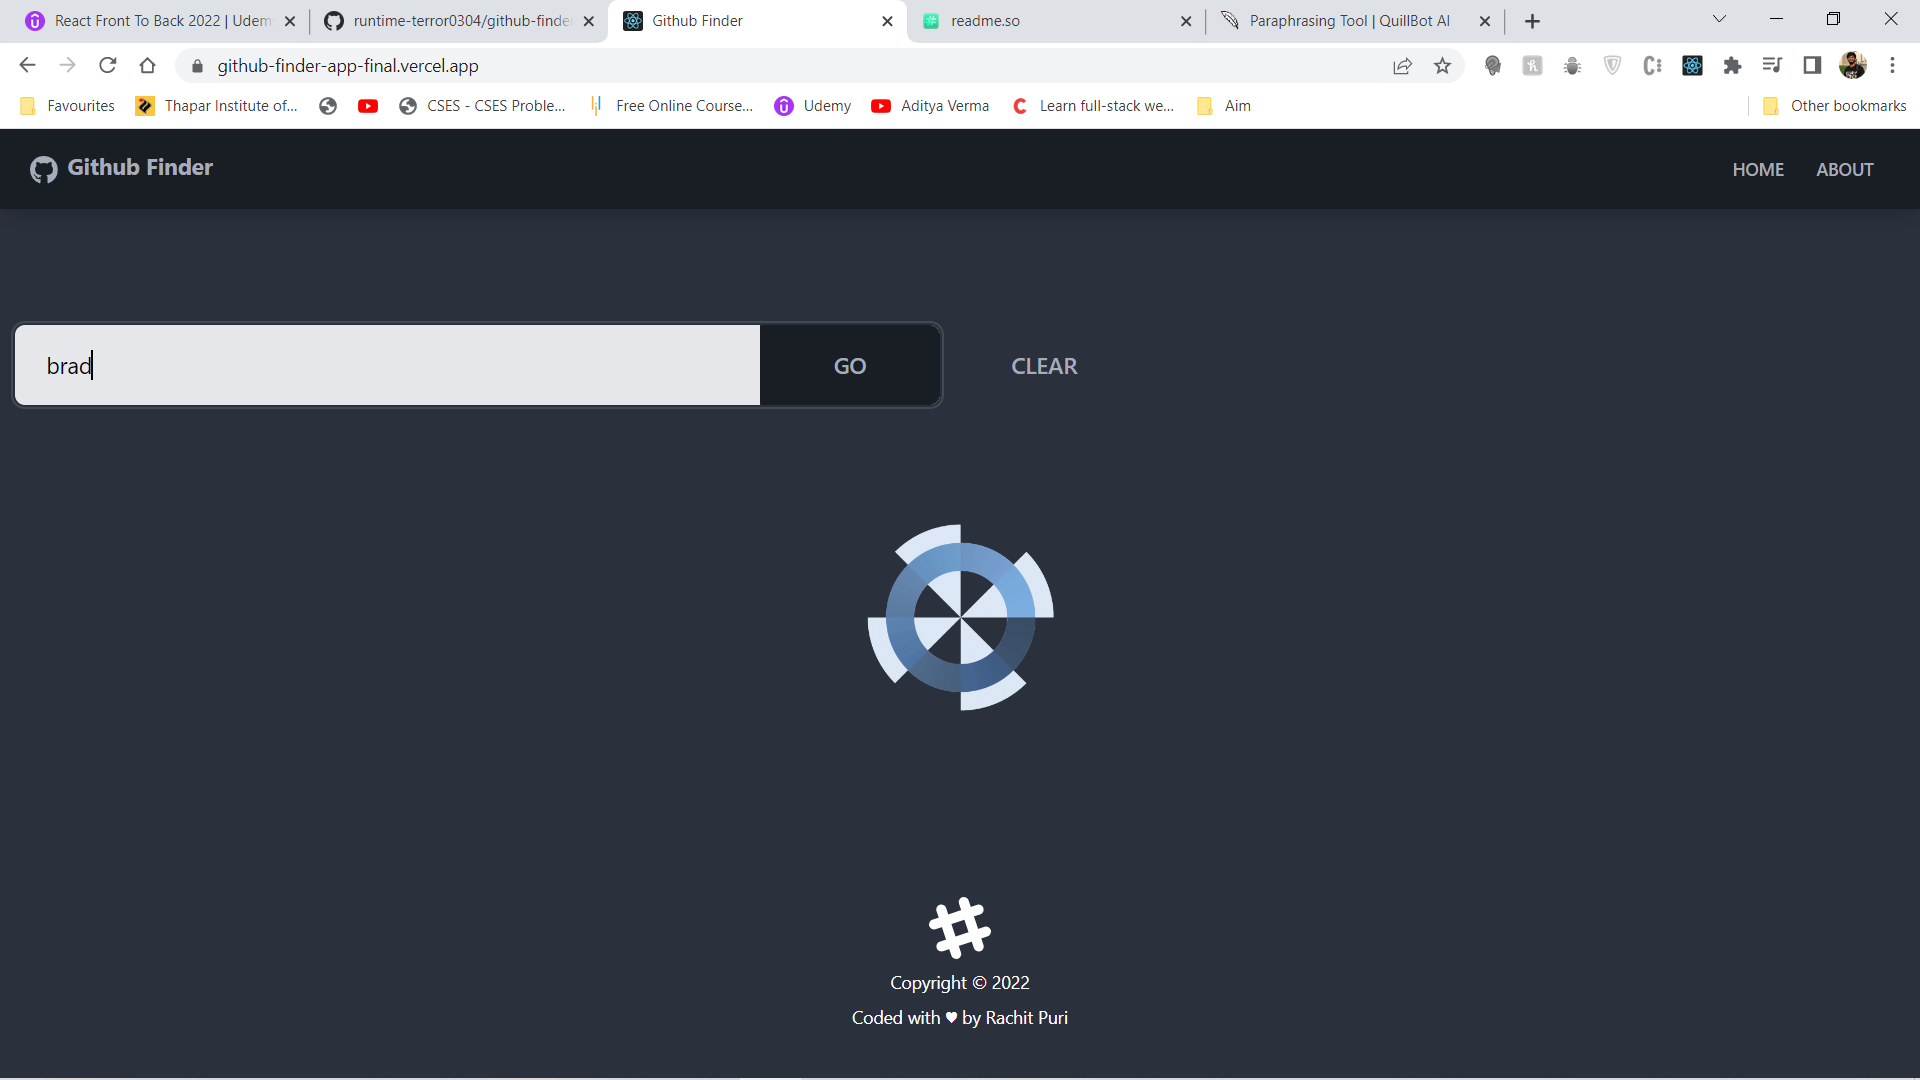 React Front To Back 2022 | Udem
runtime-terror0304/github-finde
Github Finder
readme.so
Paraphrasing Tool | QuillBot AI
github-finder-app-final.vercel.app
Favourites
Thapar Institute of...
CSES - CSES Proble...
Free Online Course...
Udemy
Aditya Verma
Learn full-stack we...
Aim
Other bookmarks
Github Finder
HOME
ABOUT
brad
GO
CLEAR
Copyright © 2022
Coded with ♥ by Rachit Puri